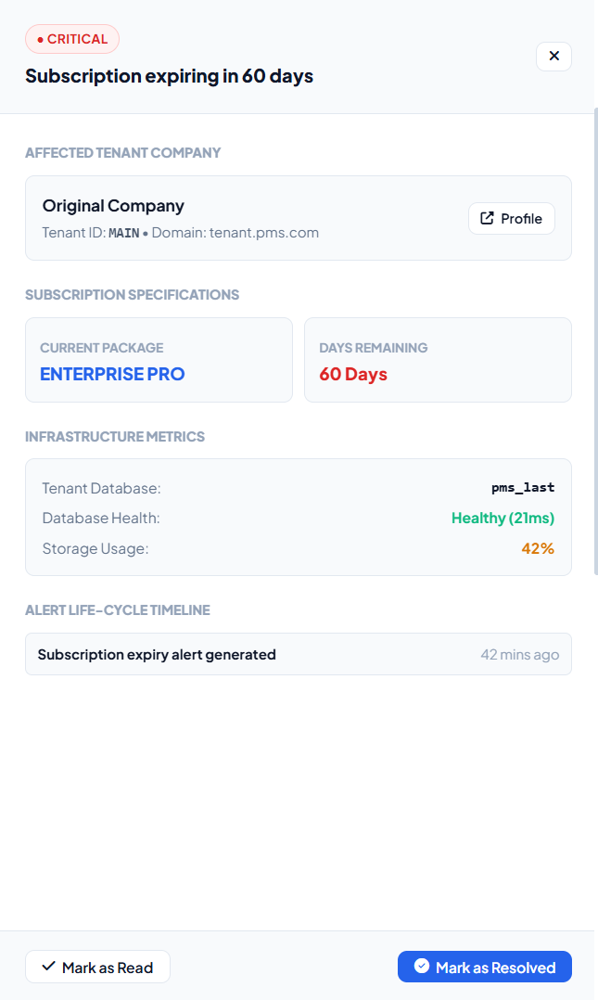 CRITICAL
Subscription expiring in 60 days
AFFECTED TENANT COMPANY
Original Company
Tenant ID: MAIN • Domain: tenant.pms.com
Profile
SUBSCRIPTION SPECIFICATIONS
CURRENT PACKAGE
ENTERPRISE PRO
DAYS REMAINING
60 Days
INFRASTRUCTURE METRICS
Tenant Database: pms_last
Database Health: Healthy (21ms)
Storage Usage: 42%
ALERT LIFE-CYCLE TIMELINE
Subscription expiry alert generated 42 mins ago
Mark as Read
Mark as Resolved